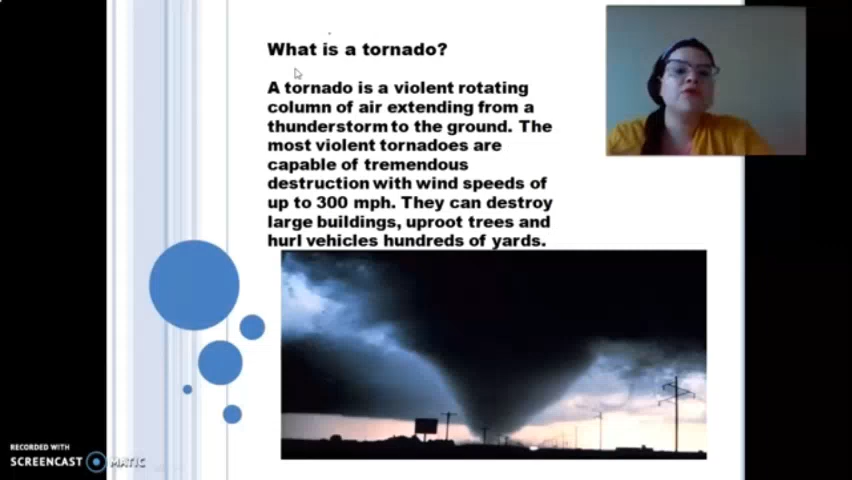 What is a tornado?
A tornado is a violent rotating
column of air extending from a
thunderstorm to the ground. The
most violent tornadoes are
capable of tremendous
destruction with wind speeds of
up to 300 mph. They can destroy
large buildings, uproot trees and
hurl vehicles hundreds of yards.
RECORDED WITH
SCREENCAST MATIC